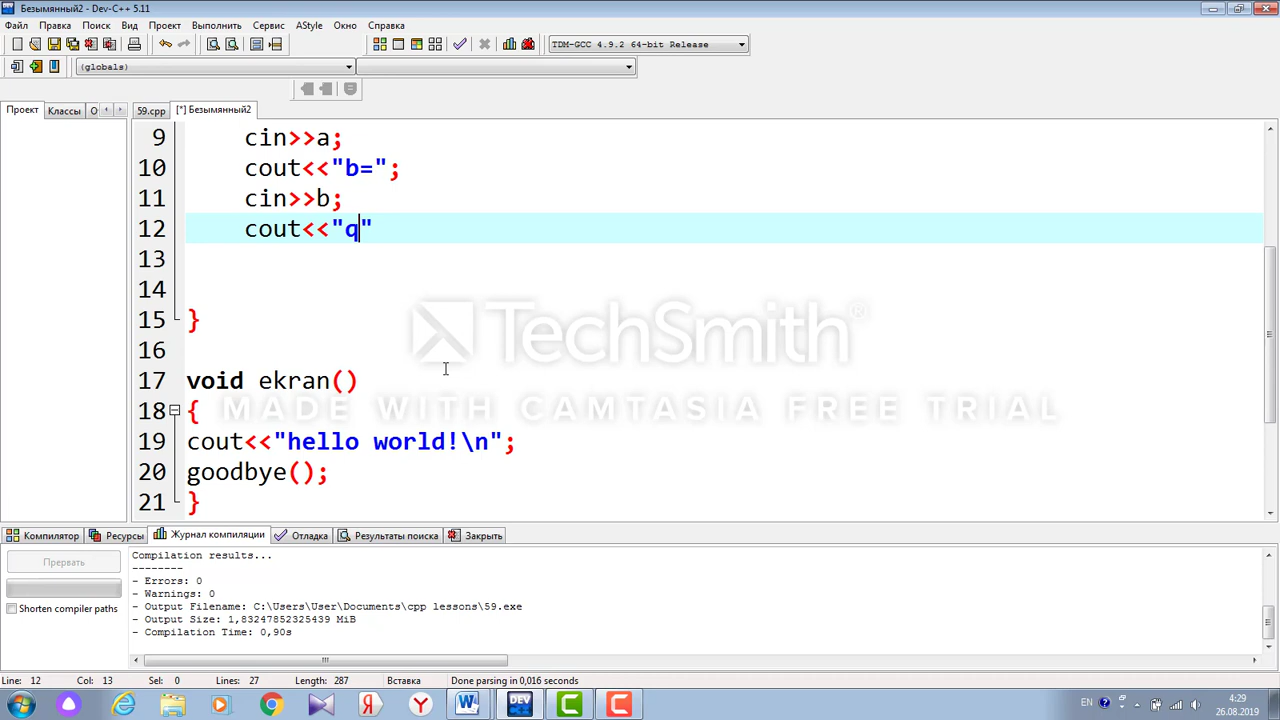 Безымянный2 - Dev-C++ 5.11
Файл Правка Поиск Вид Проект Выполнить Сервис AStyle Окно Справка
TDM-GCC 4.9.2 64-bit Release
(globals)
Проект Классы О 59.cpp [*] Безымянный2
9 cin>>a;
10 cout<<"b=";
11 cin>>b;
12 cout<<"q"
13
14
15 }
16
17 void ekran()
18 {
19 cout<<"hello world!\n";
20 goodbye();
21 }
TechSmith®
MADE WITH CAMTASIA FREE TRIAL
Компилятор Ресурсы Журнал компиляции Отладка Результаты поиска Закрыть
Прервать
Shorten compiler paths
Compilation results...
--------
- Errors: 0
- Warnings: 0
- Output Filename: C:\Users\User\Documents\cpp lessons\59.exe
- Output Size: 1,83247852325439 MiB
- Compilation Time: 0,90s
Line: 12 Col: 13 Sel: 0 Lines: 27 Length: 287 Вставка Done parsing in 0,016 seconds
EN 4:29
26.08.2019